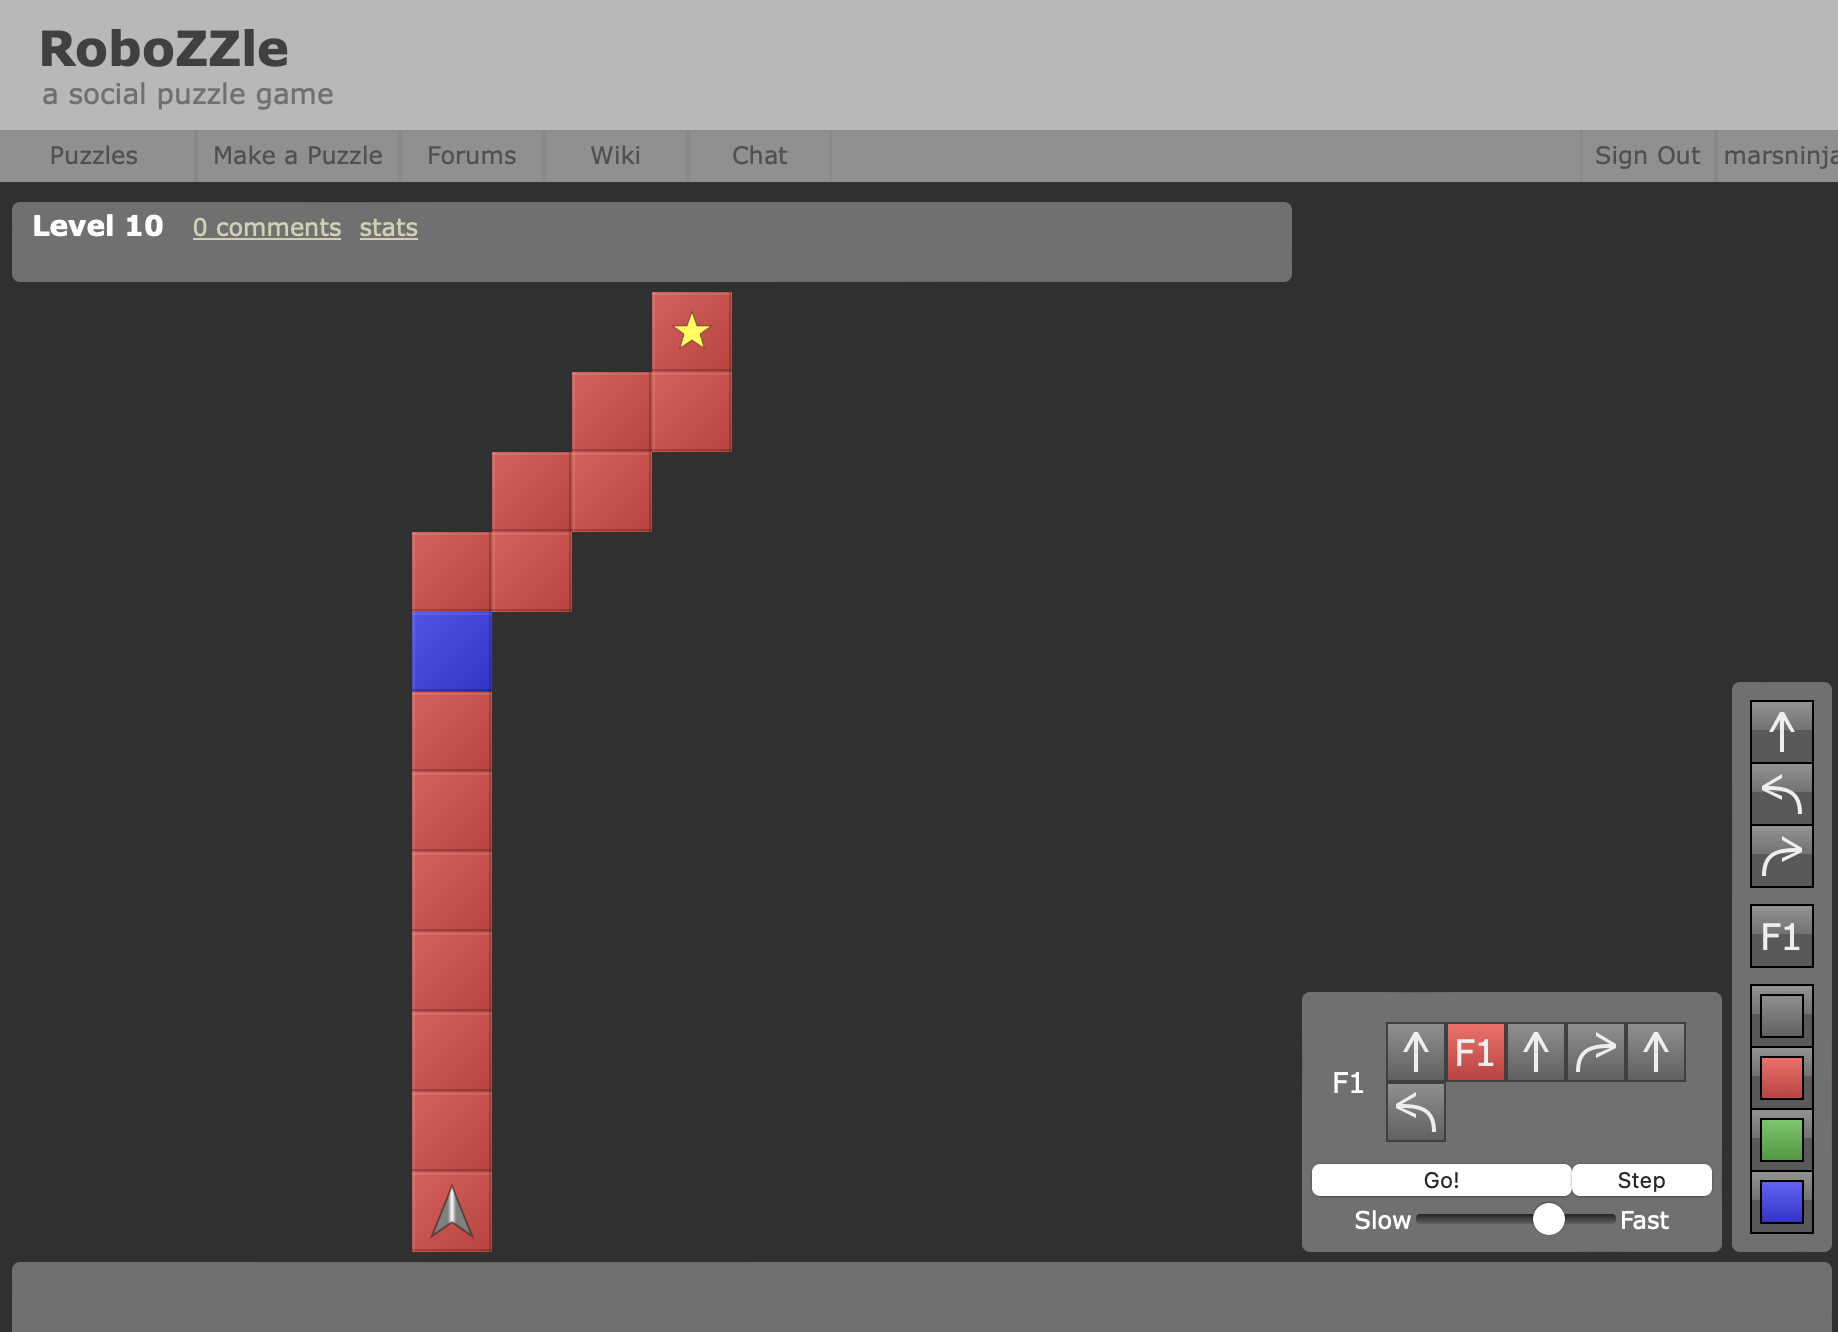 RoboZZle
a social puzzle game
Puzzles Make a Puzzle Forums Wiki Chat Sign Out marsninja
Level 10 0 comments stats
F1
F1
F1
Go! Step
Slow Fast